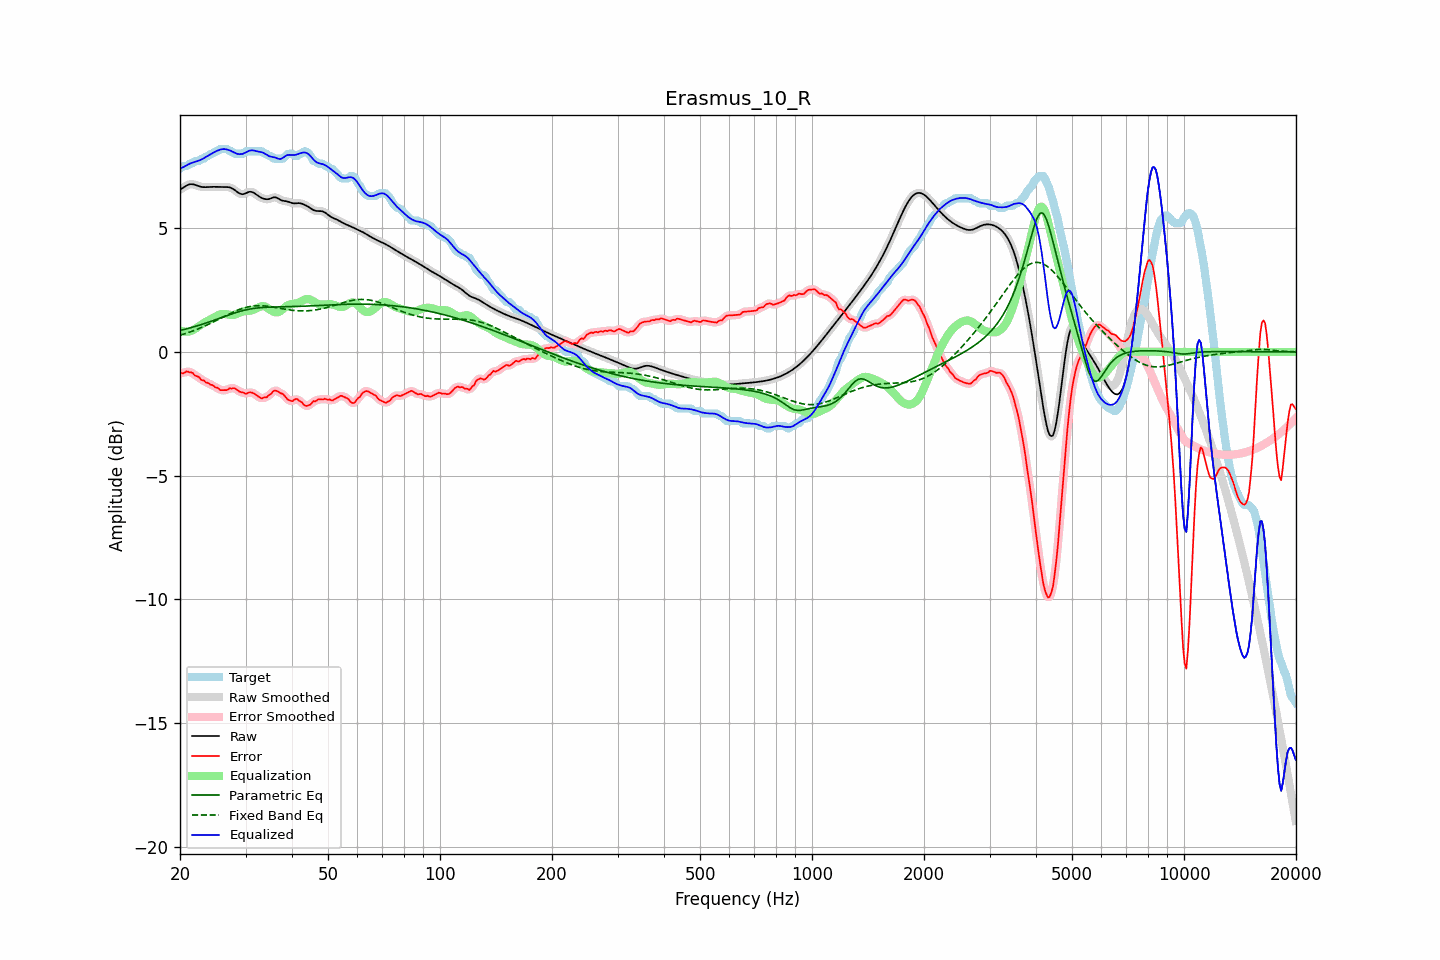 Erasmus_10_R
Amplitude (dBr)
5
0
−5
−10
−15
−20
Target
Raw Smoothed
Error Smoothed
Raw
Error
Equalization
Parametric Eq
Fixed Band Eq
Equalized
20 50 100 200 500 1000 2000 5000 10000 20000
Frequency (Hz)